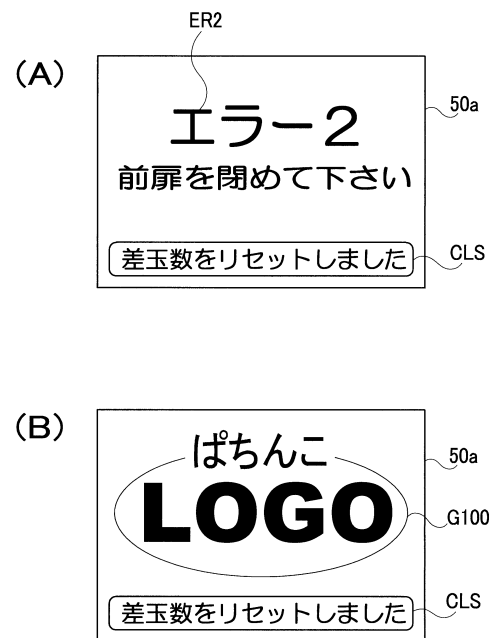 ER2
(A)
50a
エラー2
前扉を閉めて下さい
差玉数をリセットしました
CLS
(B)
50a
ぱちんこ
LOGO
G100
差玉数をリセットしました
CLS